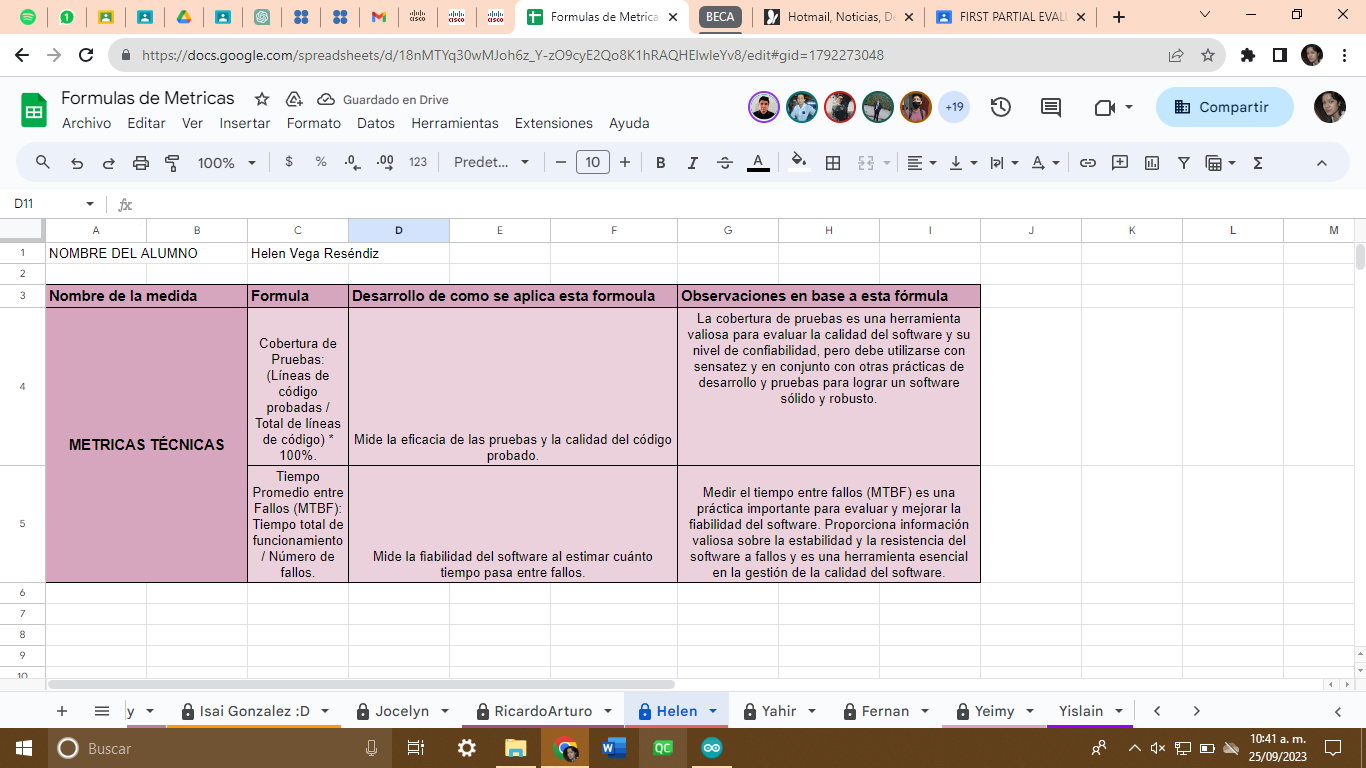 cisco
cisco
cisco
Formulas de Metrica
BECA
Hotmail, Noticias, De
FIRST PARTIAL EVAL
https://docs.google.com/spreadsheets/d/18nMTYq30wMJoh6z_Y-zO9cyE2Qo8K1hRAQHEIwIeYv8/edit#gid=1792273048
Formulas de Metricas
Guardado en Drive
Archivo Editar Ver Insertar Formato Datos Herramientas Extensiones Ayuda
+19
Compartir
100% $ % .0 .00 123 Predet... 10 B I S A
D11 fx
A B C D E F G H I J K L M
1 NOMBRE DEL ALUMNO Helen Vega Reséndiz
2
3 Nombre de la medida Formula Desarrollo de como se aplica esta formoula Observaciones en base a esta fórmula
4
METRICAS TÉCNICAS
Cobertura de
Pruebas:
(Líneas de
código
probadas /
Total de líneas
de código) *
100%.
Mide la eficacia de las pruebas y la calidad del código
probado.
La cobertura de pruebas es una herramienta
valiosa para evaluar la calidad del software y su
nivel de confiabilidad, pero debe utilizarse con
sensatez y en conjunto con otras prácticas de
desarrollo y pruebas para lograr un software
sólido y robusto.
5
Tiempo
Promedio entre
Fallos (MTBF):
Tiempo total de
funcionamiento
/ Número de
fallos.
Mide la fiabilidad del software al estimar cuánto
tiempo pasa entre fallos.
Medir el tiempo entre fallos (MTBF) es una
práctica importante para evaluar y mejorar la
fiabilidad del software. Proporciona información
valiosa sobre la estabilidad y la resistencia del
software a fallos y es una herramienta esencial
en la gestión de la calidad del software.
6
7
8
9
10
y Isai Gonzalez :D Jocelyn RicardoArturo Helen Yahir Fernan Yeimy Yislain
Buscar
QC
10:41 a. m.
25/09/2023